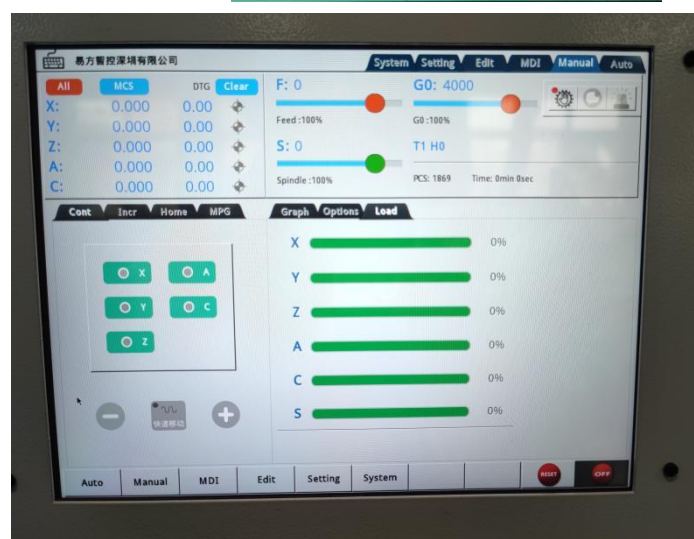 易方智控深圳有限公司
System Setting Edit MDI Manual Auto
All MCS DTG Clear
X: 0.000 0.00
Y: 0.000 0.00
Z: 0.000 0.00
A: 0.000 0.00
C: 0.000 0.00
F: 0
Feed :100%
G0: 4000
G0 :100%
S: 0
Spindle :100%
T1 H0
PCS: 1869 Time: 0min 0sec
Cont Incr Home MPG
Graph Options Load
X A
Y C
Z
快速移动
X 0%
Y 0%
Z 0%
A 0%
C 0%
S 0%
Auto Manual MDI Edit Setting System RESET OFF